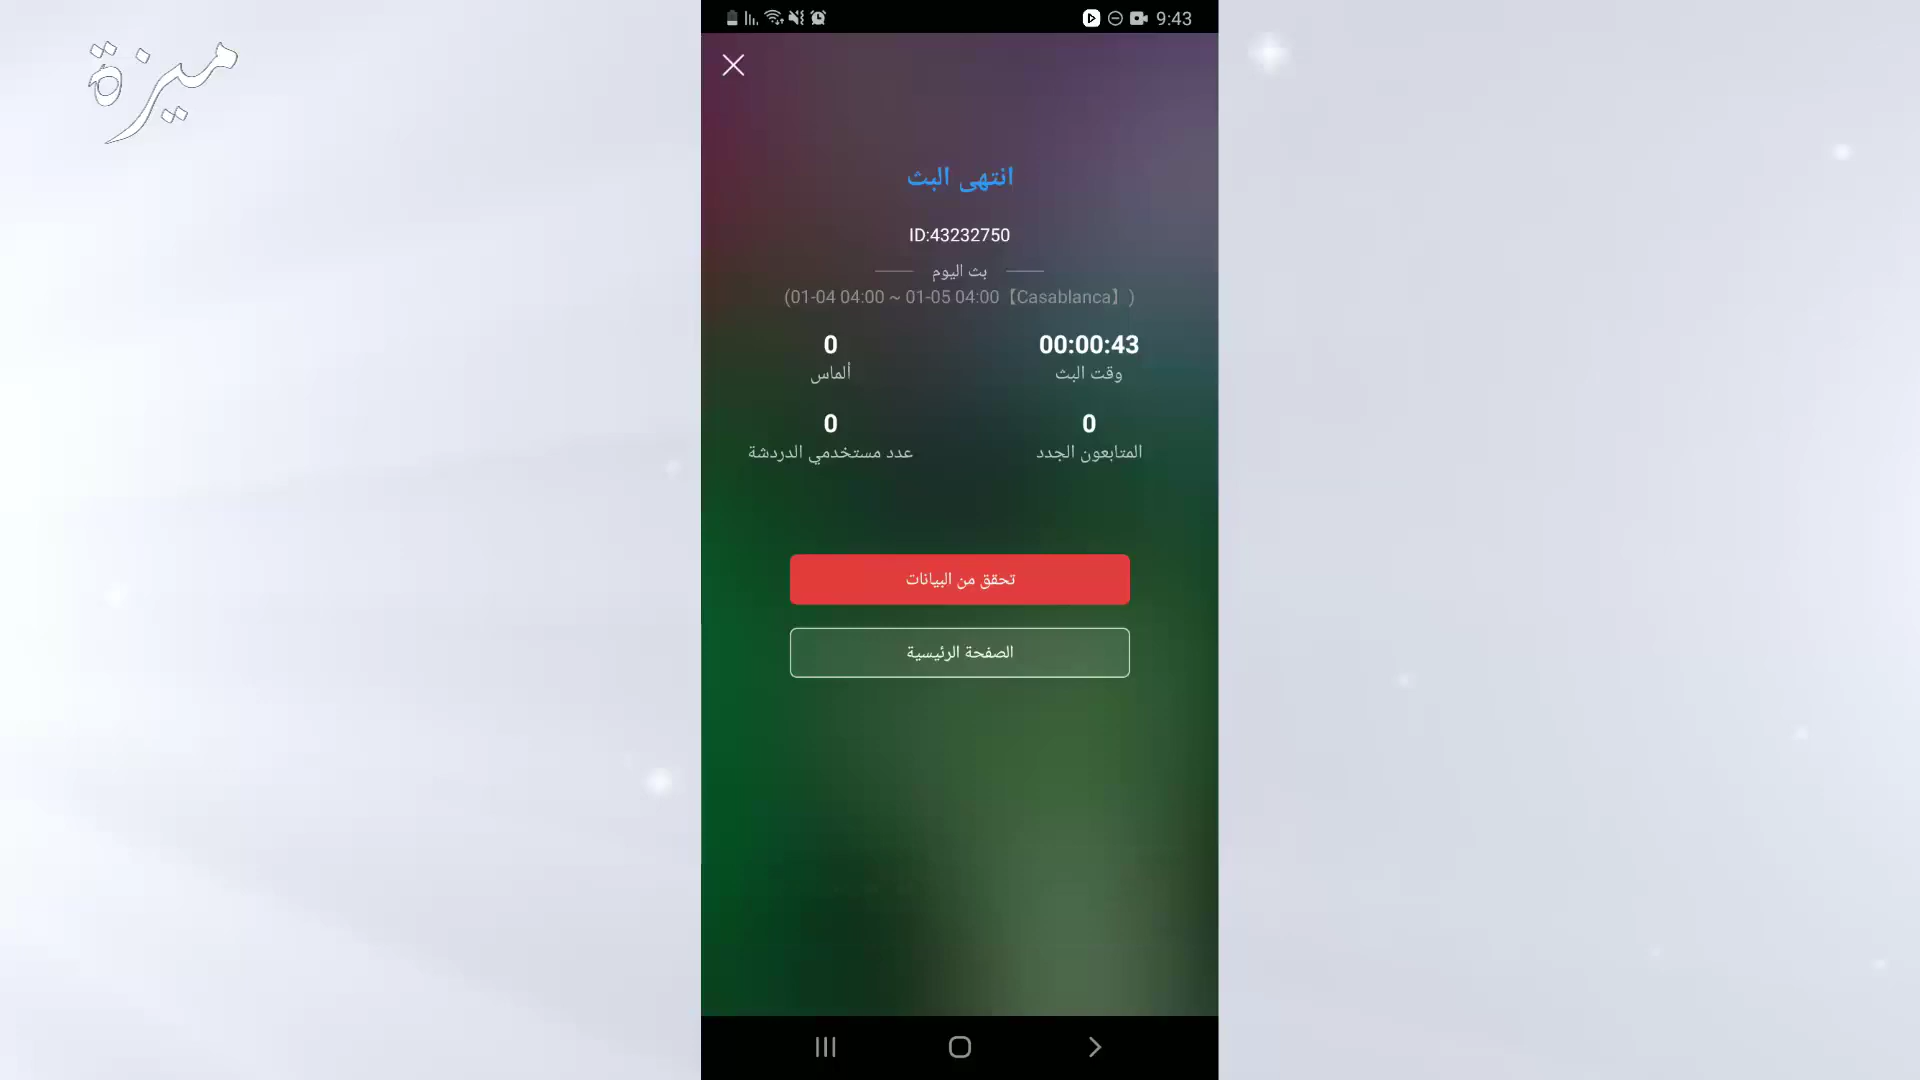 ميزة
9:43
انتهى البث
ID:43232750
بث اليوم
(01-04 04:00 ~ 01-05 04:00【Casablanca】)
00:00:43
وقت البث
0
ألماس
0
المتابعون الجدد
0
عدد مستخدمي الدردشة
تحقق من البيانات
الصفحة الرئيسية